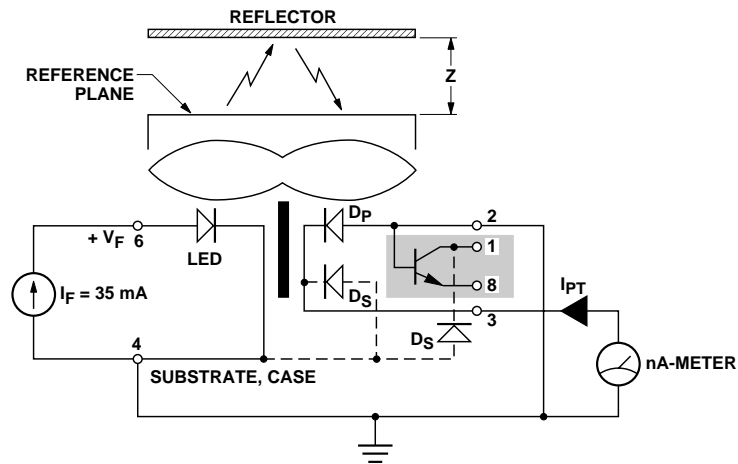 REFLECTOR
Z
REFERENCE
PLANE
DP
2
+ VF
6
LED
1
DS
8
IPT
IF = 35 mA
3
DS
4
nA-METER
SUBSTRATE, CASE